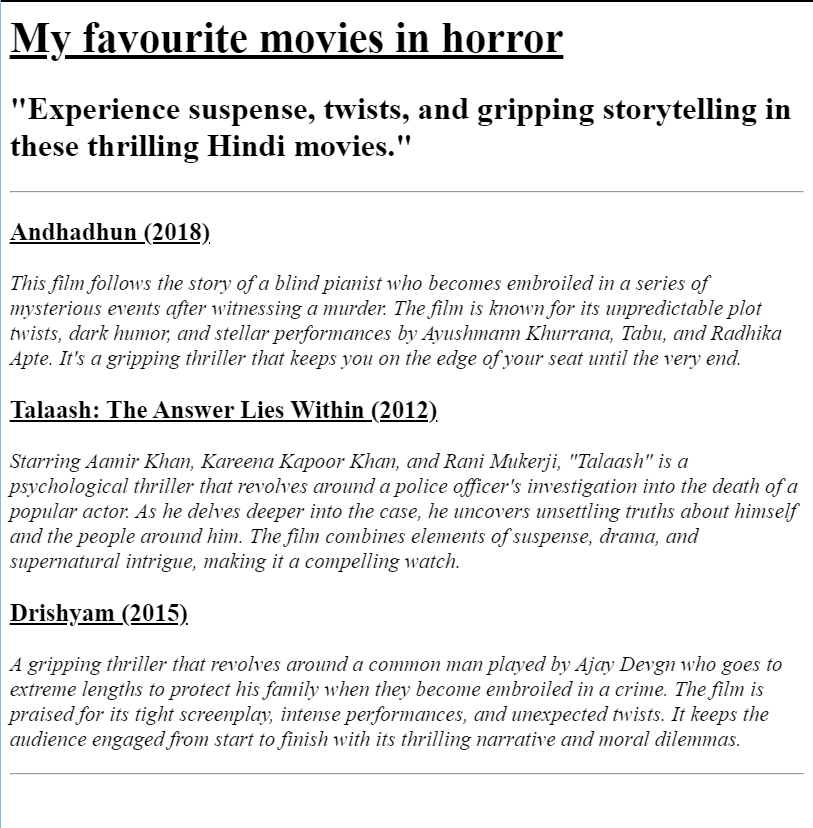 My favourite movies in horror
"Experience suspense, twists, and gripping storytelling in
these thrilling Hindi movies."
Andhadhun (2018)
This film follows the story of a blind pianist who becomes embroiled in a series of
mysterious events after witnessing a murder. The film is known for its unpredictable plot
twists, dark humor, and stellar performances by Ayushmann Khurrana, Tabu, and Radhika
Apte. It's a gripping thriller that keeps you on the edge of your seat until the very end.
Talaash: The Answer Lies Within (2012)
Starring Aamir Khan, Kareena Kapoor Khan, and Rani Mukerji, "Talaash" is a
psychological thriller that revolves around a police officer's investigation into the death of a
popular actor. As he delves deeper into the case, he uncovers unsettling truths about himself
and the people around him. The film combines elements of suspense, drama, and
supernatural intrigue, making it a compelling watch.
Drishyam (2015)
A gripping thriller that revolves around a common man played by Ajay Devgn who goes to
extreme lengths to protect his family when they become embroiled in a crime. The film is
praised for its tight screenplay, intense performances, and unexpected twists. It keeps the
audience engaged from start to finish with its thrilling narrative and moral dilemmas.